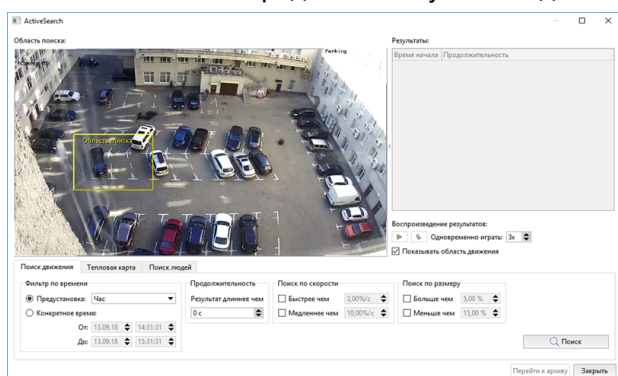 ActiveSearch
Область поиска:
Parking
Область поиска
Результаты:
Время начала Продолжительность
Воспроизведение результатов:
Одновременно играть: 3x
Показывать область движения
Поиск движения Тепловая карта Поиск людей
Фильтр по времени
Предустановка: Час
Конкретное время:
От: 13.09.18 14:31:31
До: 13.09.18 15:31:31
Продолжительность
Результат длиннее чем
0 с
Поиск по скорости
Быстрее чем 3,00%/с
Медленнее чем 10,00%/с
Поиск по размеру
Больше чем 5,00 %
Меньше чем 15,00 %
Поиск
Перейти к архиву Закрыть